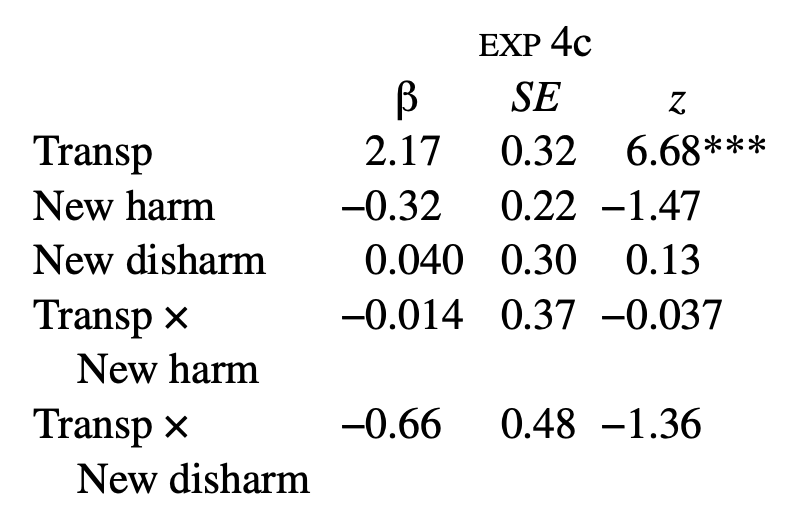 EXP 4c
β SE z
Transp 2.17 0.32 6.68***
New harm −0.32 0.22 −1.47
New disharm 0.040 0.30 0.13
Transp × −0.014 0.37 −0.037
New harm
Transp × −0.66 0.48 −1.36
New disharm